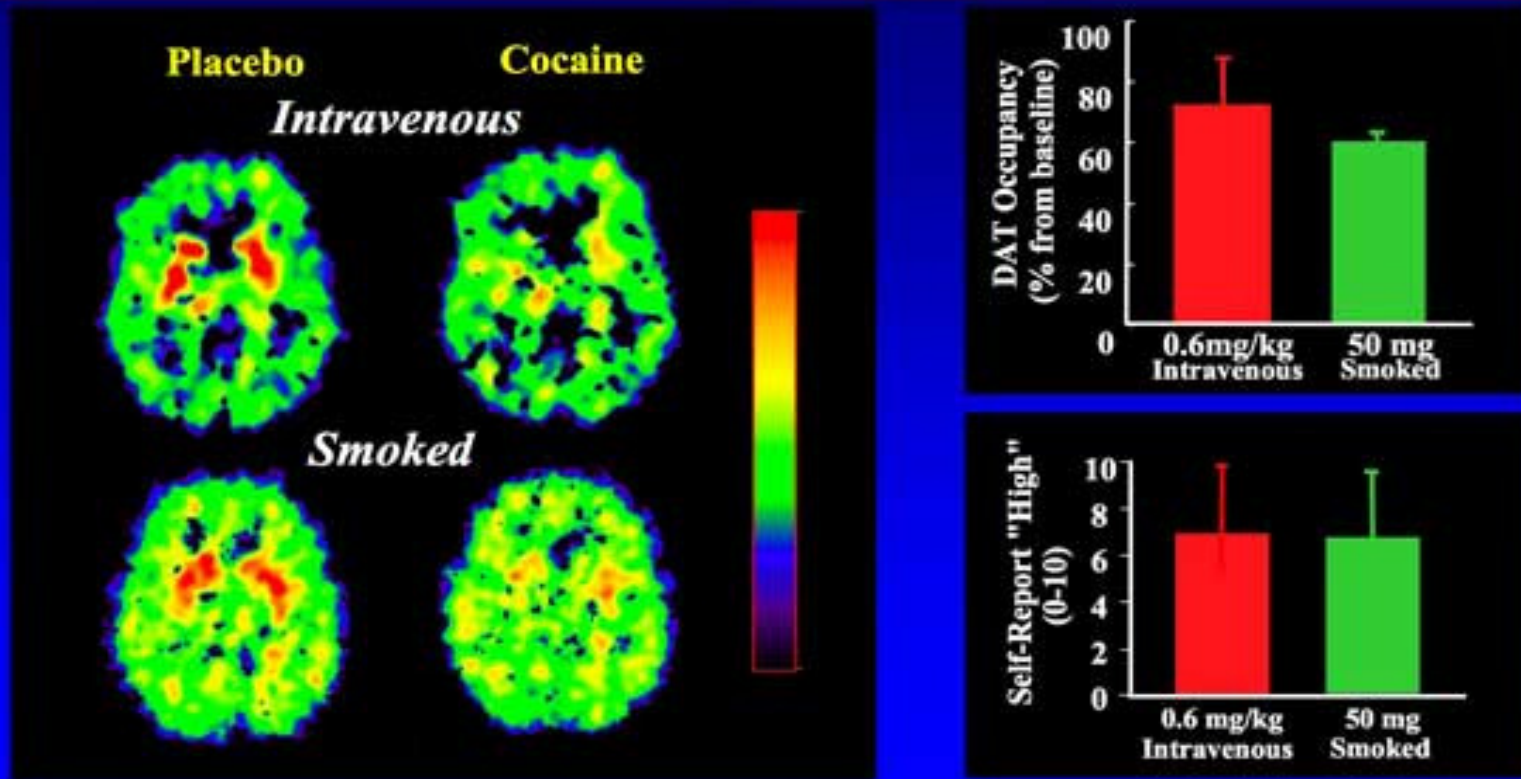 Placebo
Cocaine
Intravenous
Smoked
DAT Occupancy
(% from baseline)
100
80
60
40
20
0
0.6mg/kg
Intravenous
50 mg
Smoked
Self-Report "High"
(0-10)
10
8
6
4
2
0
0.6 mg/kg
Intravenous
50 mg
Smoked